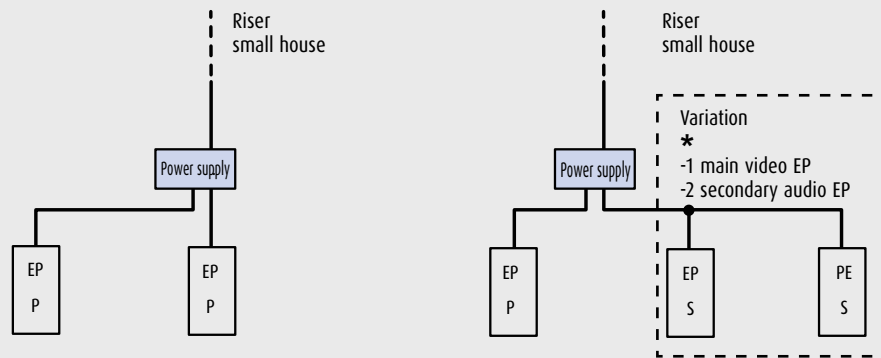 Riser
small house
Power supply
EP
P
EP
P
Riser
small house
Power supply
Variation
*
-1 main video EP
-2 secondary audio EP
EP
P
EP
S
PE
S